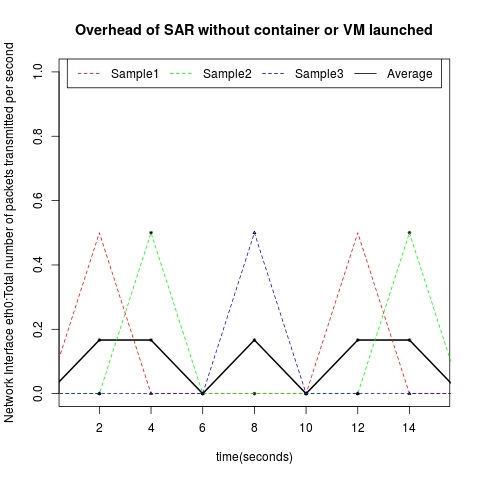 Overhead of SAR without container or VM launched
Sample1 Sample2 Sample3 Average
Network Interface eth0:Total number of packets transmitted per second
1.0
0.8
0.6
0.4
0.2
0.0
2 4 6 8 10 12 14
time(seconds)